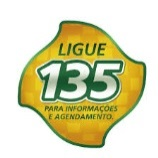 LIGUE
135
PARA INFORMAÇÕES
E AGENDAMENTO.